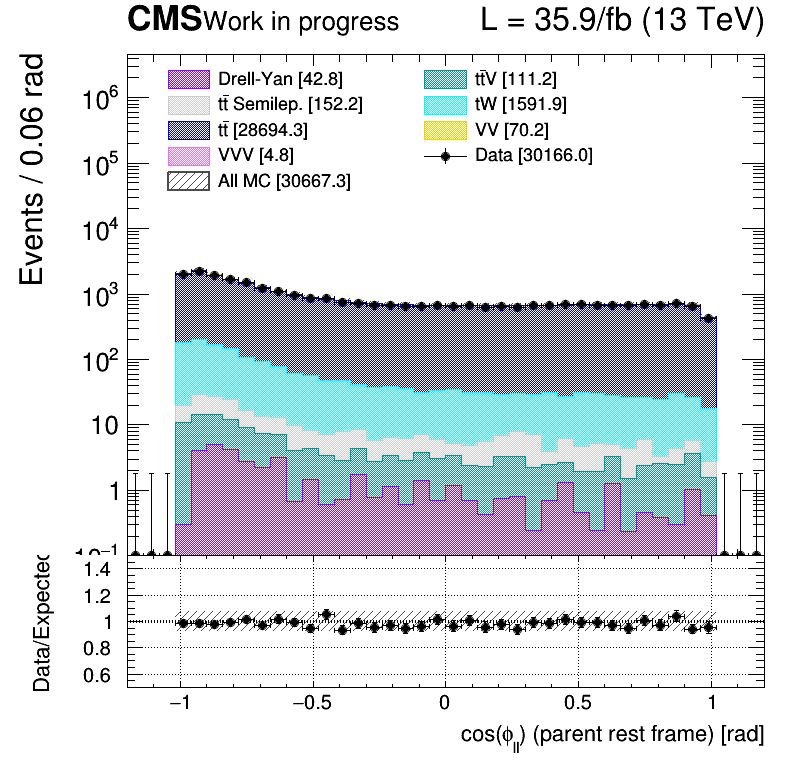 CMS Work in progress L = 35.9/fb (13 TeV)
Events / 0.06 rad
Drell-Yan [42.8] tt̄V [111.2]
tt̄ Semilep. [152.2] tW [1591.9]
tt̄ [28694.3] VV [70.2]
VVV [4.8] Data [30166.0]
All MC [30667.3]
10⁶
10⁵
10⁴
10³
10²
10
1
10⁻¹
Data/Expected
1.4
1.2
1
0.8
0.6
−1 −0.5 0 0.5 1
cos(ϕ_ll) (parent rest frame) [rad]